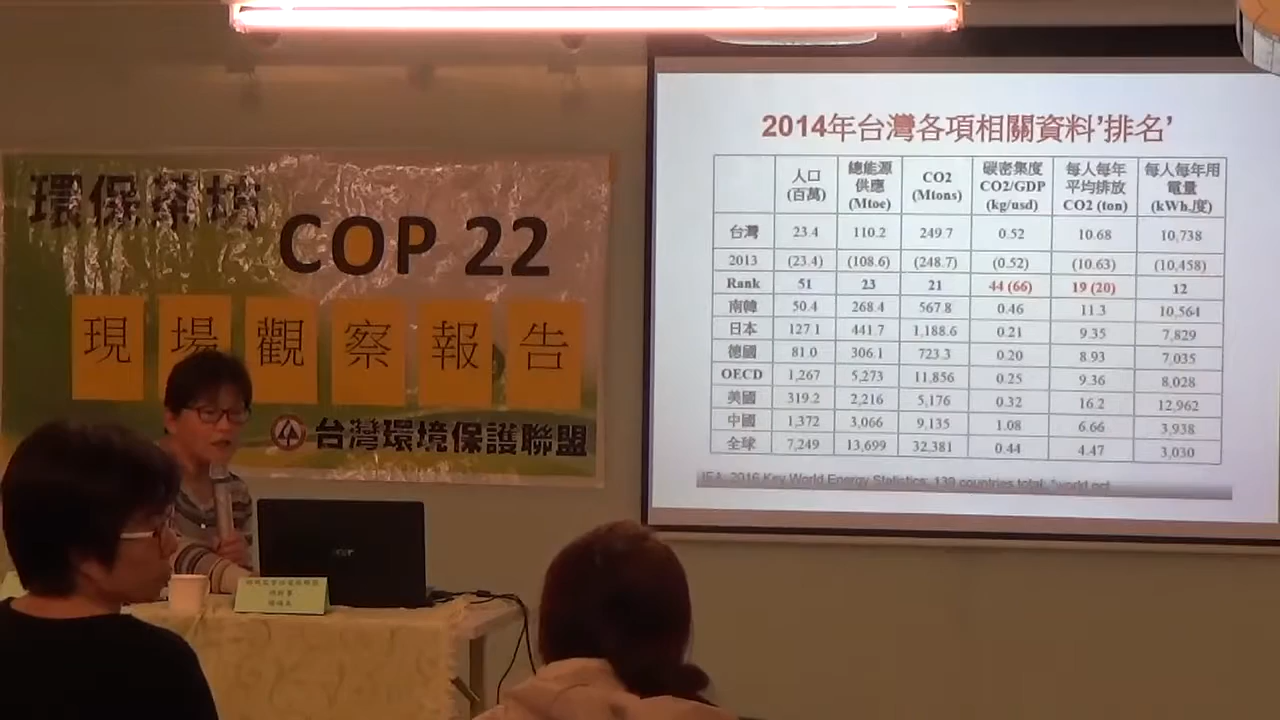 環保茶坊
COP 22
現場觀察報告
台灣環境保護聯盟
acer
2014年台灣各項相關資料'排名'
人口 (百萬) 總能源供應 (Mtoe) CO2 (Mtons) 碳密集度 CO2/GDP (kg/usd) 每人每年平均排放 CO2 (ton) 每人每年用電量 (kWh,度)
台灣 23.4 110.2 249.7 0.52 10.68 10,738
2013 (23.4) (108.6) (248.7) (0.52) (10.63) (10,458)
Rank 51 23 21 44 (66) 19 (20) 12
南韓 50.4 268.4 567.8 0.46 11.3 10,564
日本 127.1 441.7 1,188.6 0.21 9.35 7,829
德國 81.0 306.1 723.3 0.20 8.93 7,035
OECD 1,267 5,273 11,856 0.25 9.36 8,028
美國 319.2 2,216 5,176 0.32 16.2 12,962
中國 1,372 3,066 9,135 1.08 6.66 3,938
全球 7,249 13,699 32,381 0.44 4.47 3,030
IEA, 2016 Key World Energy Statistics; 139 countries total,